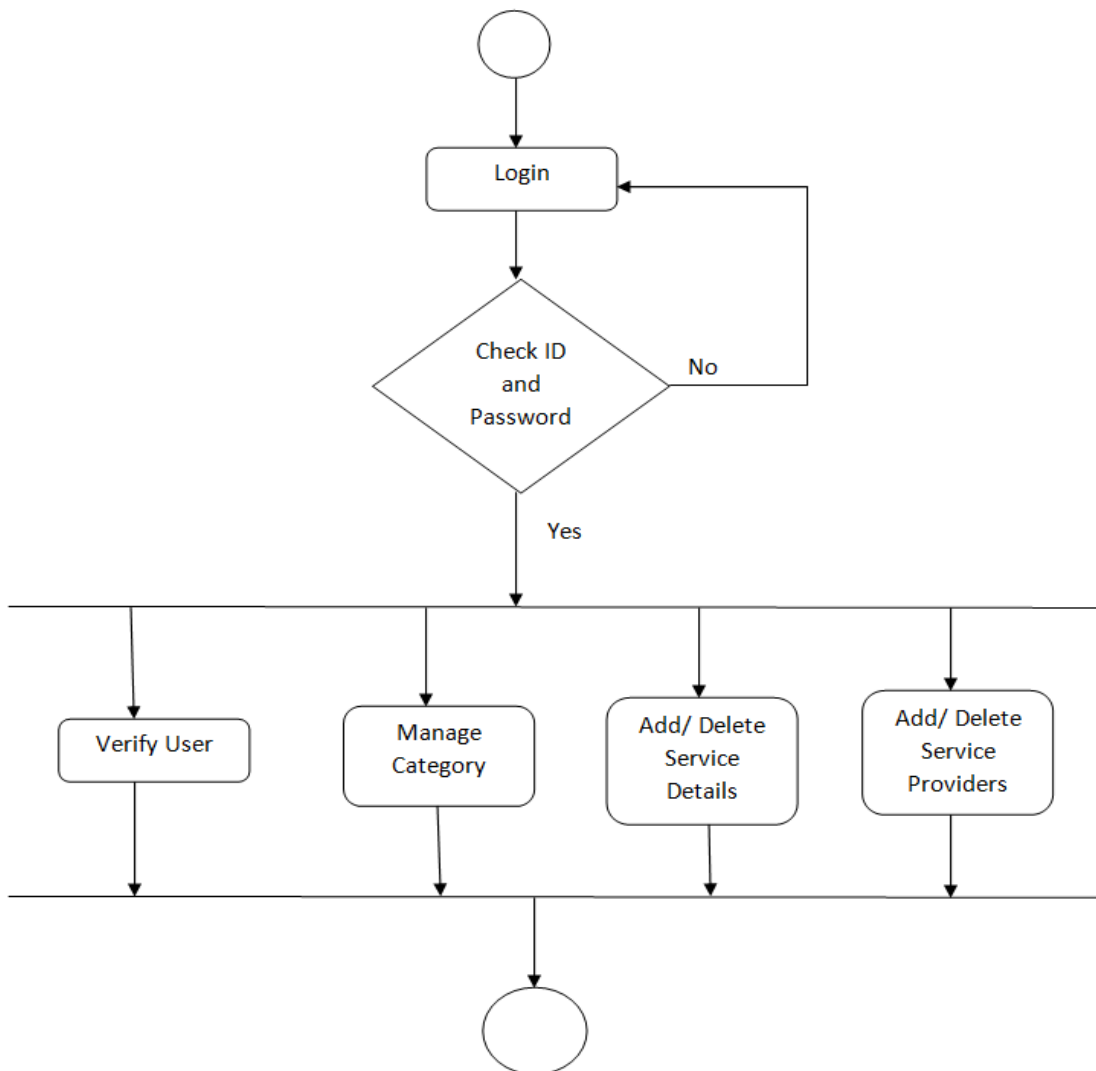 Login
Check ID
and
Password
No
Yes
Verify User
Manage
Category
Add/ Delete
Service
Details
Add/ Delete
Service
Providers